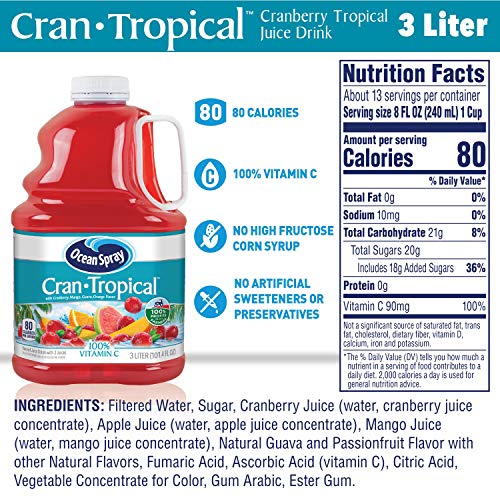 Cran•Tropical™
Cranberry Tropical
Juice Drink
3 Liter
80
80 CALORIES
C
100% VITAMIN C
NO HIGH FRUCTOSE
CORN SYRUP
NO ARTIFICIAL
SWEETENERS OR
PRESERVATIVES
Ocean Spray
Cran•Tropical™
80
100%
VITAMIN C
3 LITER (101.4 FL OZ)
Nutrition Facts
About 13 servings per container
Serving size 8 FL OZ (240 mL) 1 Cup
Amount per serving
Calories 80
% Daily Value*
Total Fat 0g 0%
Sodium 10mg 0%
Total Carbohydrate 21g 8%
Total Sugars 20g
Includes 18g Added Sugars 36%
Protein 0g
Vitamin C 90mg 100%
Not a significant source of saturated fat, trans
fat, cholesterol, dietary fiber, vitamin D,
calcium, iron and potassium.
*The % Daily Value (DV) tells you how much a
nutrient in a serving of food contributes to a
daily diet. 2,000 calories a day is used for
general nutrition advice.
INGREDIENTS: Filtered Water, Sugar, Cranberry Juice (water, cranberry juice
concentrate), Apple Juice (water, apple juice concentrate), Mango Juice
(water, mango juice concentrate), Natural Guava and Passionfruit Flavor with
other Natural Flavors, Fumaric Acid, Ascorbic Acid (vitamin C), Citric Acid,
Vegetable Concentrate for Color, Gum Arabic, Ester Gum.